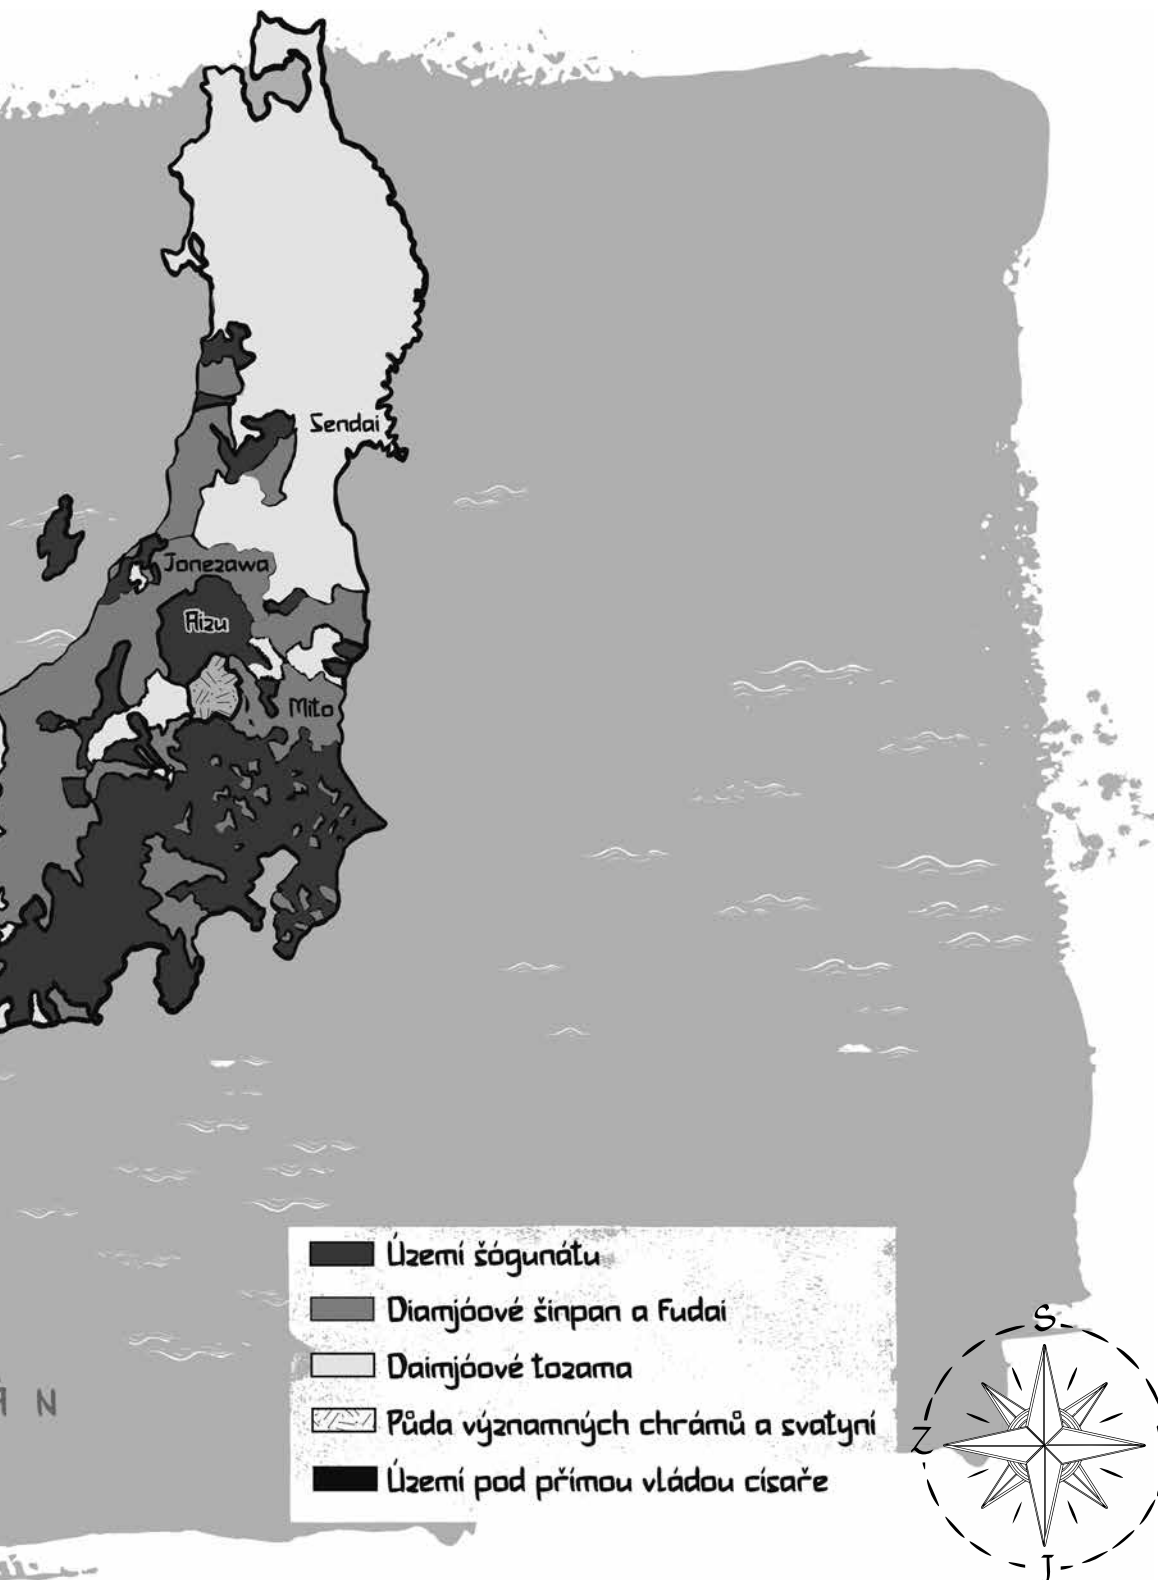 Sendai
Jonezawa
Aizu
Mito
Území šógunátu
Diamjóové šinpan a Fudai
Daimjóové tozama
Půda významných chrámů a svatyní
Území pod přímou vládou císaře
N
S
Z
J